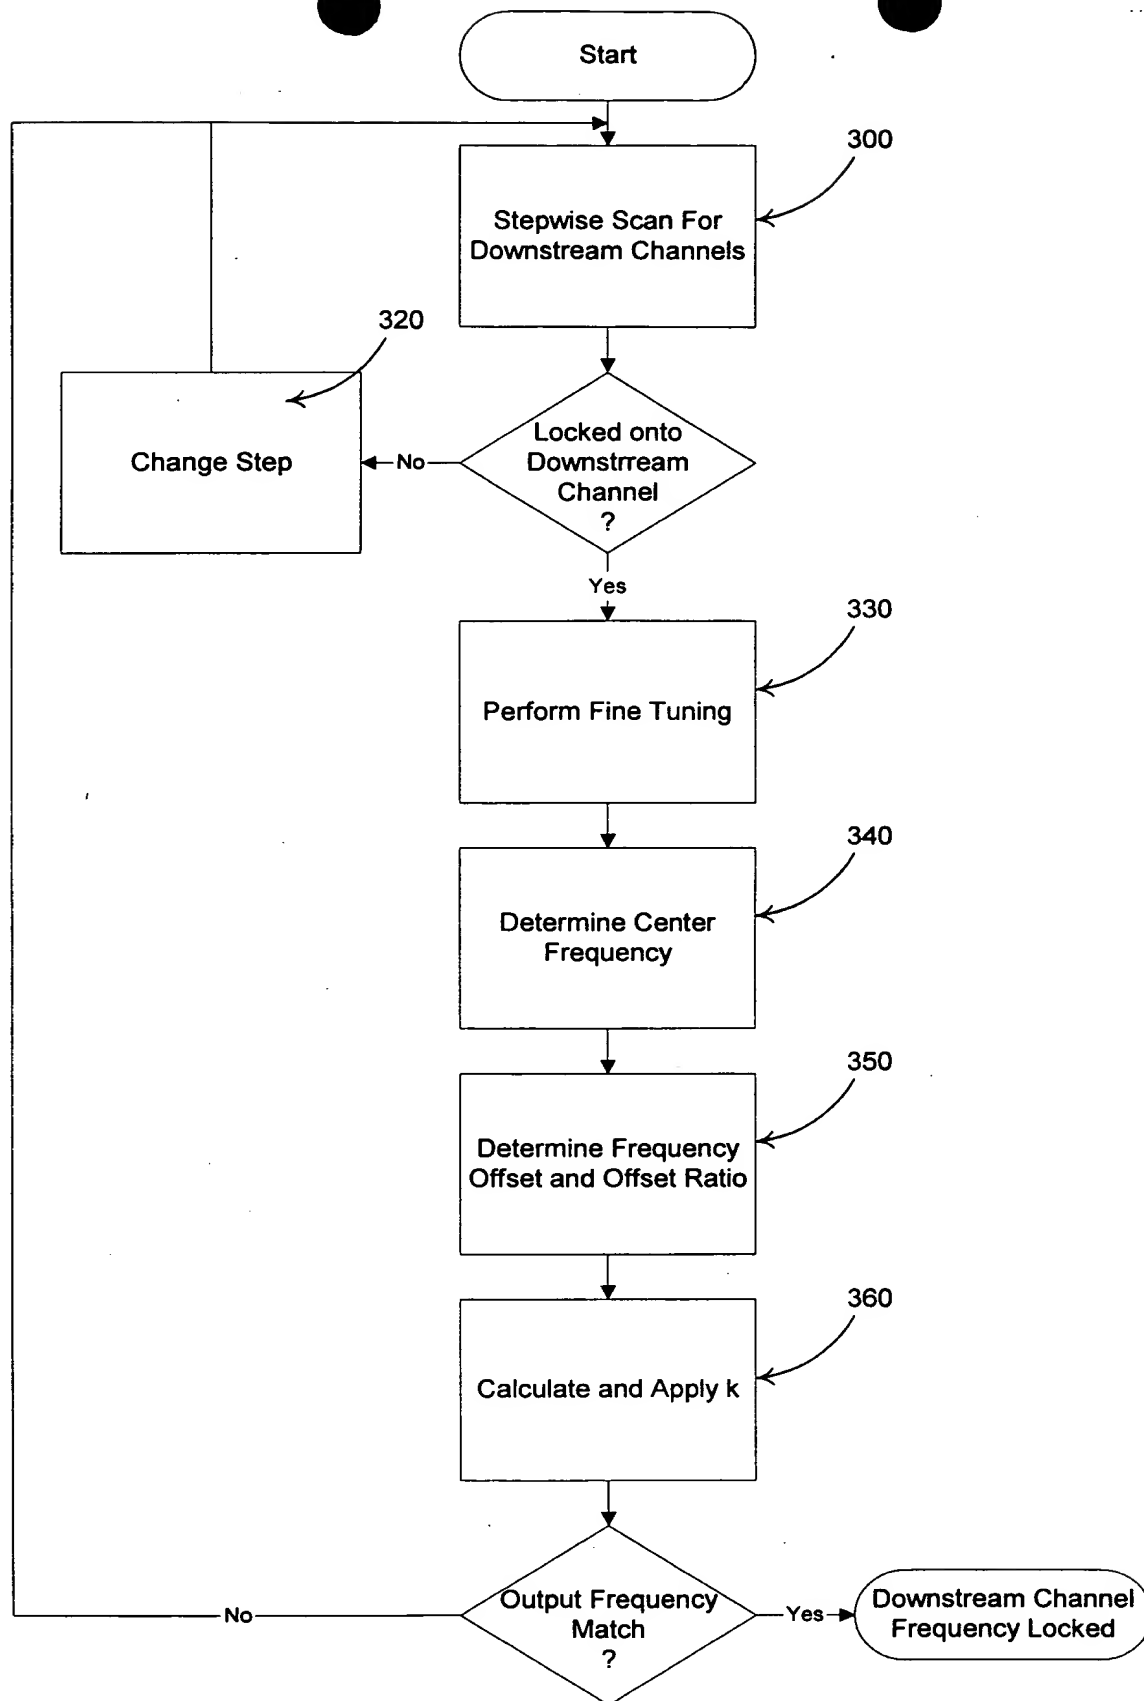 Start
300
Stepwise Scan For
Downstream Channels
320
Change Step
No
Locked onto
Downstrream
Channel
?
Yes
330
Perform Fine Tuning
340
Determine Center
Frequency
350
Determine Frequency
Offset and Offset Ratio
360
Calculate and Apply k
No
Output Frequency
Match
?
Yes
Downstream Channel
Frequency Locked